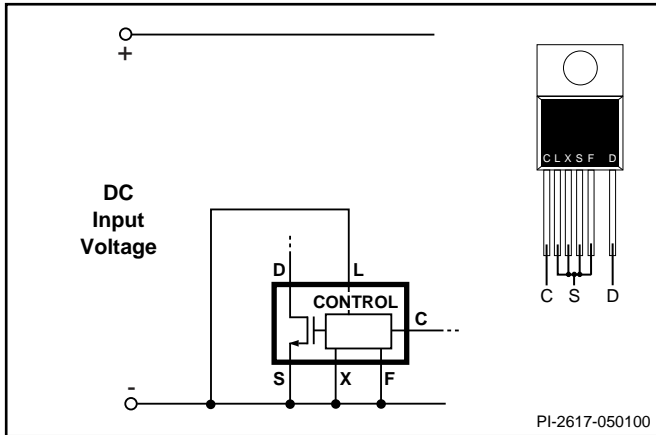 +
C L X S F D
DC
Input
Voltage
D L
CONTROL
C
C S D
S X F
-
PI-2617-050100